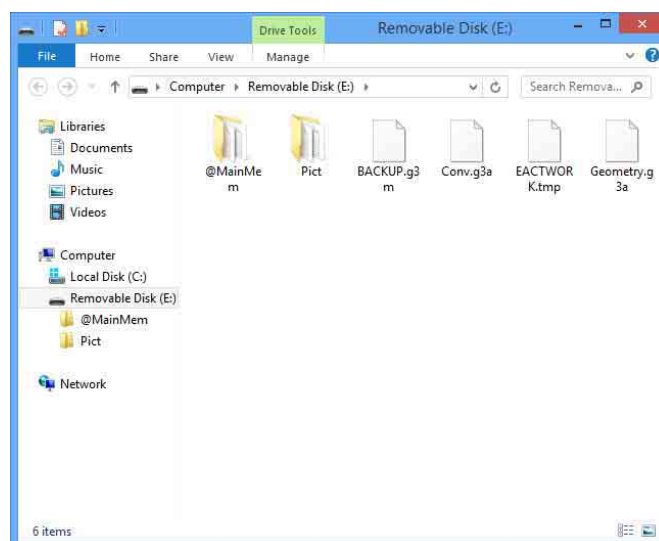 Drive Tools
Removable Disk (E:)
File
Home
Share
View
Manage
Computer
Removable Disk (E:)
Search Remova...
Libraries
Documents
Music
Pictures
Videos
Computer
Local Disk (C:)
Removable Disk (E:)
@MainMem
Pict
Network
@MainMe
m
Pict
BACKUP.g3
m
Conv.g3a
EACTWOR
K.tmp
Geometry.g
3a
6 items